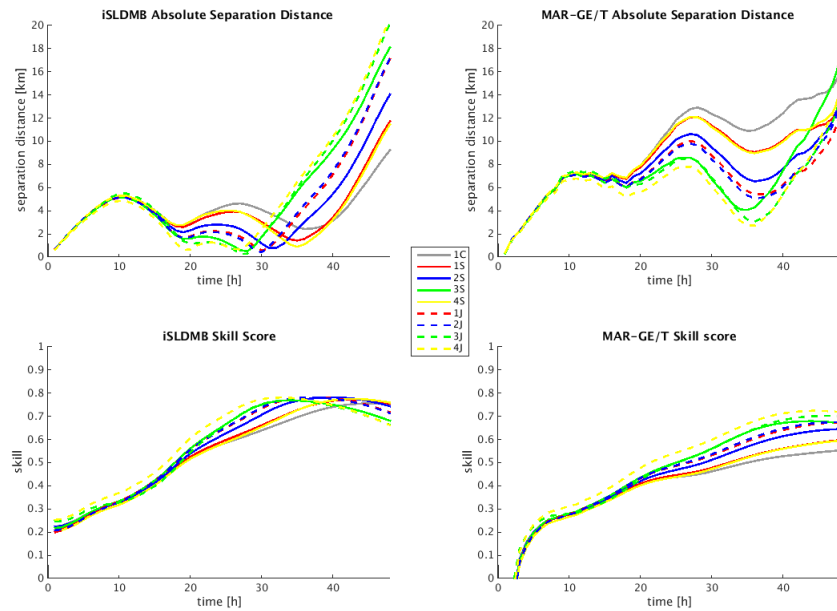 iSLDMB Absolute Separation Distance
separation distance [km]
20
18
16
14
12
10
8
6
4
2
0
0 10 20 30 40
time [h]
MAR-GE/T Absolute Separation Distance
separation distance [km]
20
18
16
14
12
10
8
6
4
2
0
0 10 20 30 40
time [h]
1C
1S
2S
3S
4S
1J
2J
3J
4J
iSLDMB Skill Score
skill
1
0.9
0.8
0.7
0.6
0.5
0.4
0.3
0.2
0.1
0
0 10 20 30 40
time [h]
MAR-GE/T Skill score
skill
1
0.9
0.8
0.7
0.6
0.5
0.4
0.3
0.2
0.1
0
0 10 20 30 40
time [h]